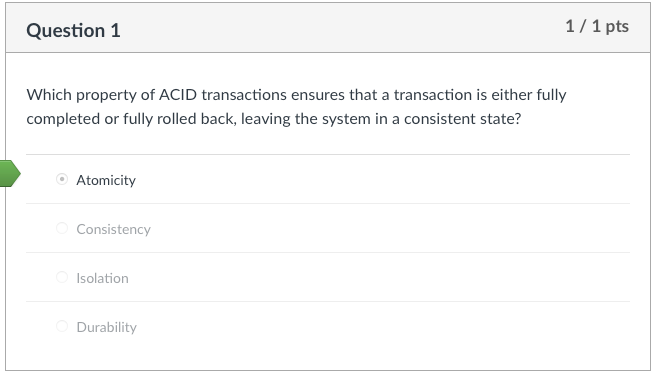 Question 1
1 / 1 pts
Which property of ACID transactions ensures that a transaction is either fully
completed or fully rolled back, leaving the system in a consistent state?
Atomicity
Consistency
Isolation
Durability